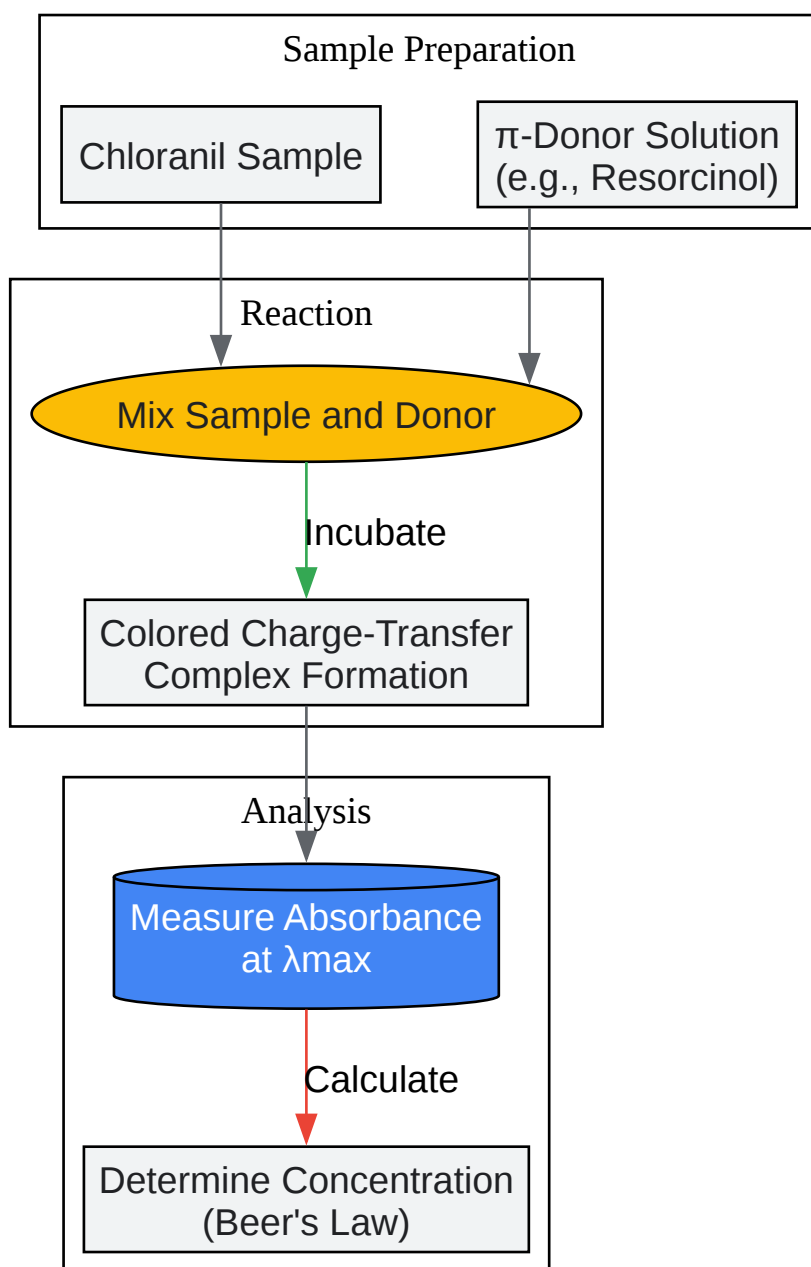 Sample Preparation
Chloranil Sample
π-Donor Solution
(e.g., Resorcinol)
Reaction
Mix Sample and Donor
Incubate
Colored Charge-Transfer
Complex Formation
Analysis
Measure Absorbance
at λmax
Calculate
Determine Concentration
(Beer's Law)